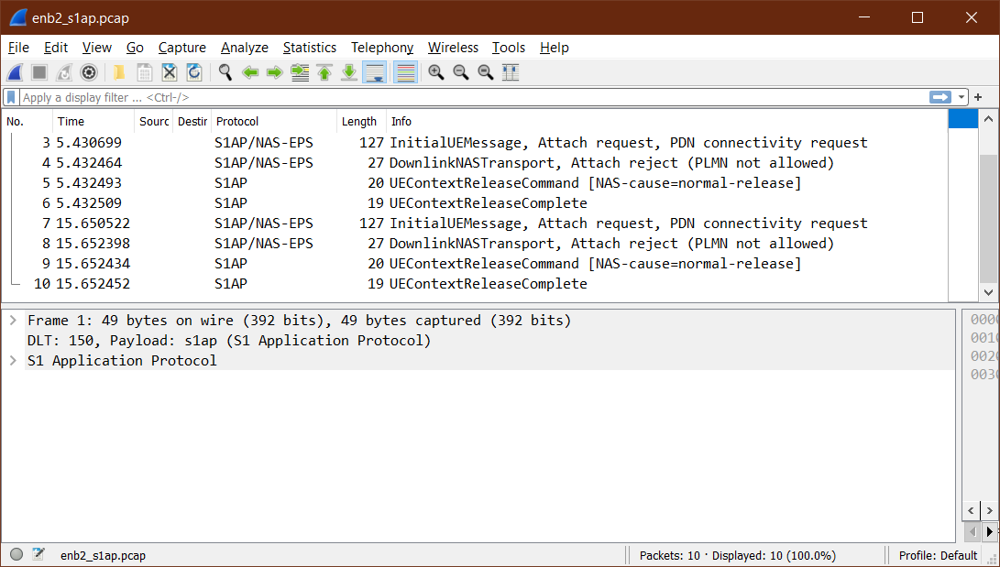 enb2_s1ap.pcap
File Edit View Go Capture Analyze Statistics Telephony Wireless Tools Help
Apply a display filter ... <Ctrl-/>
No. Time Sourc Destir Protocol Length Info
3 5.430699 S1AP/NAS-EPS 127 InitialUEMessage, Attach request, PDN connectivity request
4 5.432464 S1AP/NAS-EPS 27 DownlinkNASTransport, Attach reject (PLMN not allowed)
5 5.432493 S1AP 20 UEContextReleaseCommand [NAS-cause=normal-release]
6 5.432509 S1AP 19 UEContextReleaseComplete
7 15.650522 S1AP/NAS-EPS 127 InitialUEMessage, Attach request, PDN connectivity request
8 15.652398 S1AP/NAS-EPS 27 DownlinkNASTransport, Attach reject (PLMN not allowed)
9 15.652434 S1AP 20 UEContextReleaseCommand [NAS-cause=normal-release]
10 15.652452 S1AP 19 UEContextReleaseComplete
Frame 1: 49 bytes on wire (392 bits), 49 bytes captured (392 bits)
DLT: 150, Payload: s1ap (S1 Application Protocol)
S1 Application Protocol
000
001
002
003
enb2_s1ap.pcap Packets: 10 · Displayed: 10 (100.0%) Profile: Default